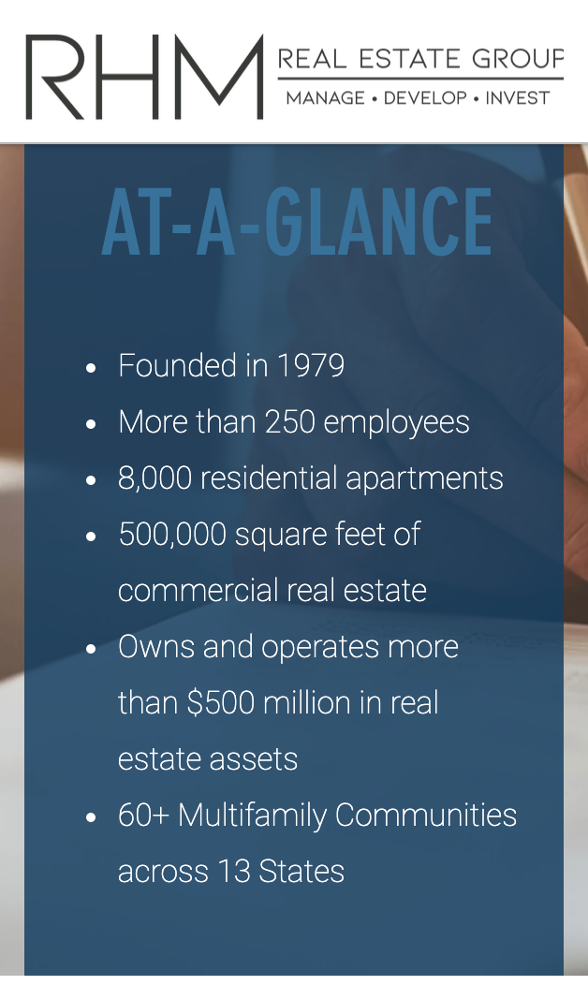 RHM REAL ESTATE GROUP
MANAGE • DEVELOP • INVEST
AT-A-GLANCE
• Founded in 1979
• More than 250 employees
• 8,000 residential apartments
• 500,000 square feet of
commercial real estate
• Owns and operates more
than $500 million in real
estate assets
• 60+ Multifamily Communities
across 13 States